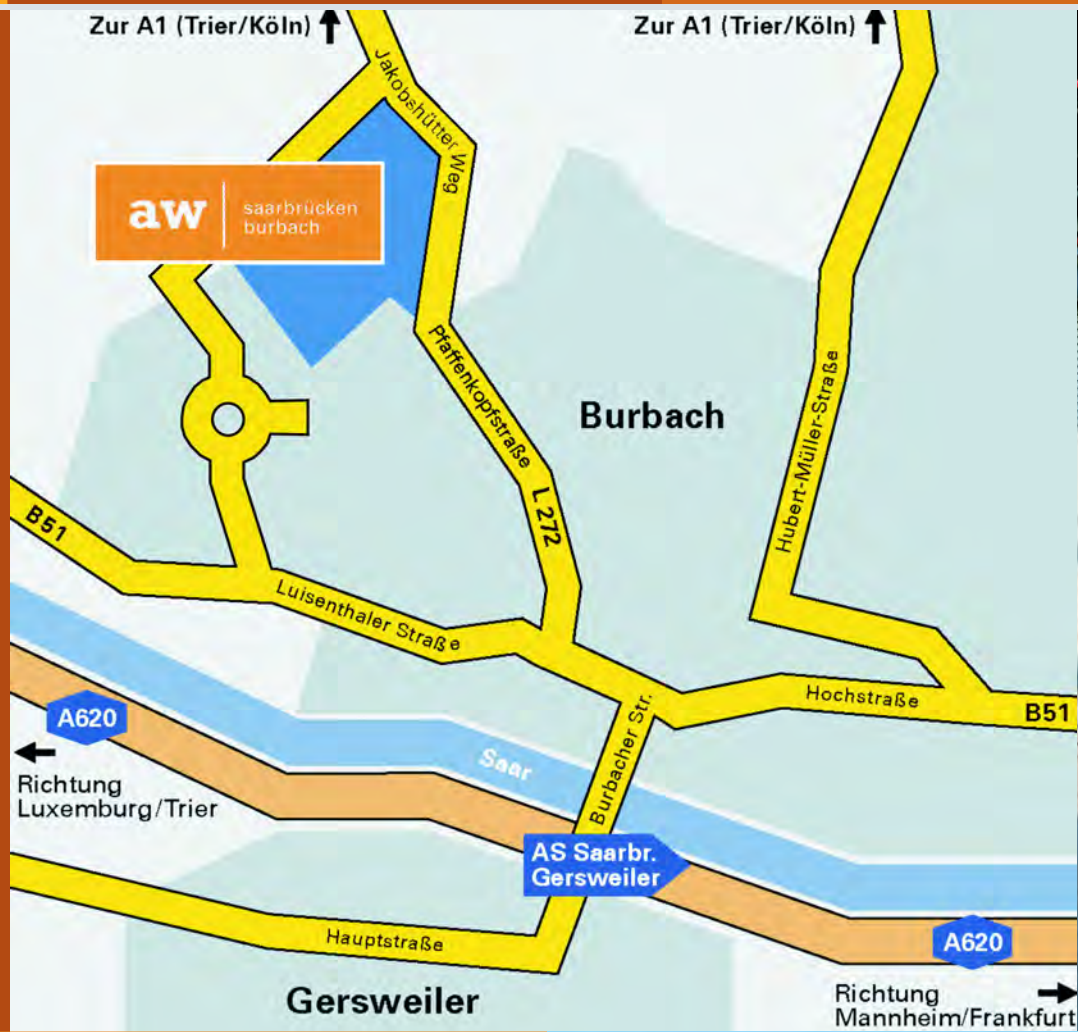 Zur A1 (Trier/Köln)
Zur A1 (Trier/Köln)
Jakobshütter Weg
aw
saarbrücken
burbach
Pfaffenkopfstraße
L 272
Burbach
Hubert-Müller-Straße
B51
Luisenthaler Straße
Hochstraße
B51
A620
Richtung
Luxemburg/Trier
Saar
Burbacher Str.
AS Saarbr.
Gersweiler
Hauptstraße
A620
Gersweiler
Richtung
Mannheim/Frankfurt